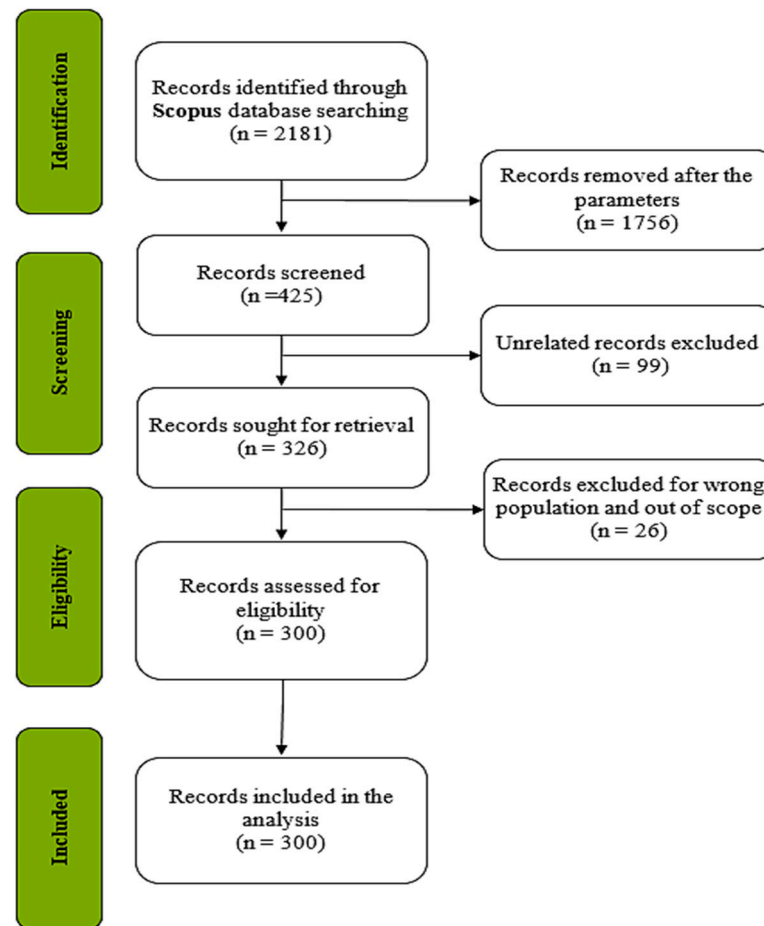 Identification
Records identified through
Scopus database searching
(n = 2181)
Records removed after the
parameters
(n = 1756)
Screening
Records screened
(n =425)
Unrelated records excluded
(n = 99)
Records sought for retrieval
(n = 326)
Records excluded for wrong
population and out of scope
(n = 26)
Eligibility
Records assessed for
eligibility
(n = 300)
Included
Records included in the
analysis
(n = 300)